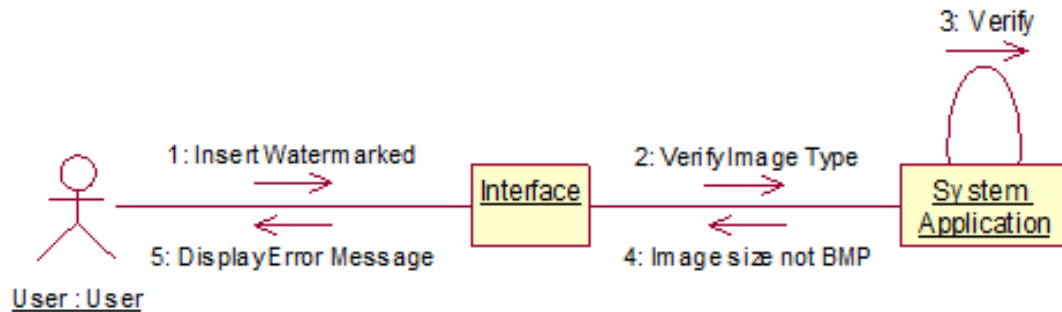 3: Verify
1: Insert Watermarked
2: Verify Image Type
Interface
System
Application
5: Display Error Message
4: Image size not BMP
User : User